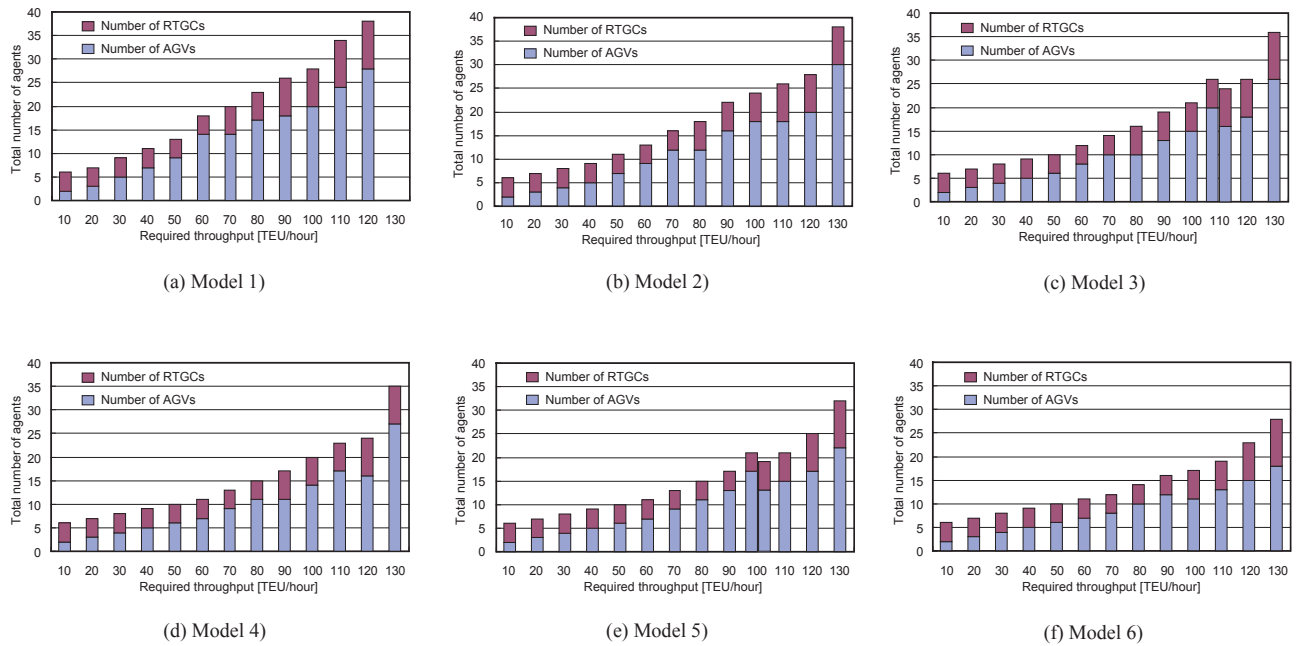 40
35
30
25
20
15
10
5
0
Total number of agents
Number of RTGCs
Number of AGVs
10 20 30 40 50 60 70 80 90 100 110 120 130
Required throughput [TEU/hour]
(a) Model 1)
40
35
30
25
20
15
10
5
0
Total number of agents
Number of RTGCs
Number of AGVs
10 20 30 40 50 60 70 80 90 100 110 120 130
Required throughput [TEU/hour]
(b) Model 2)
40
35
30
25
20
15
10
5
0
Total number of agents
Number of RTGCs
Number of AGVs
10 20 30 40 50 60 70 80 90 100 110 120 130
Required throughput [TEU/hour]
(c) Model 3)
40
35
30
25
20
15
10
5
0
Total number of agents
Number of RTGCs
Number of AGVs
10 20 30 40 50 60 70 80 90 100 110 120 130
Required throughput [TEU/hour]
(d) Model 4)
40
35
30
25
20
15
10
5
0
Total number of agents
Number of RTGCs
Number of AGVs
10 20 30 40 50 60 70 80 90 100 110 120 130
Required throughput [TEU/hour]
(e) Model 5)
40
35
30
25
20
15
10
5
0
Total number of agents
Number of RTGCs
Number of AGVs
10 20 30 40 50 60 70 80 90 100 110 120 130
Required throughput [TEU/hour]
(f) Model 6)